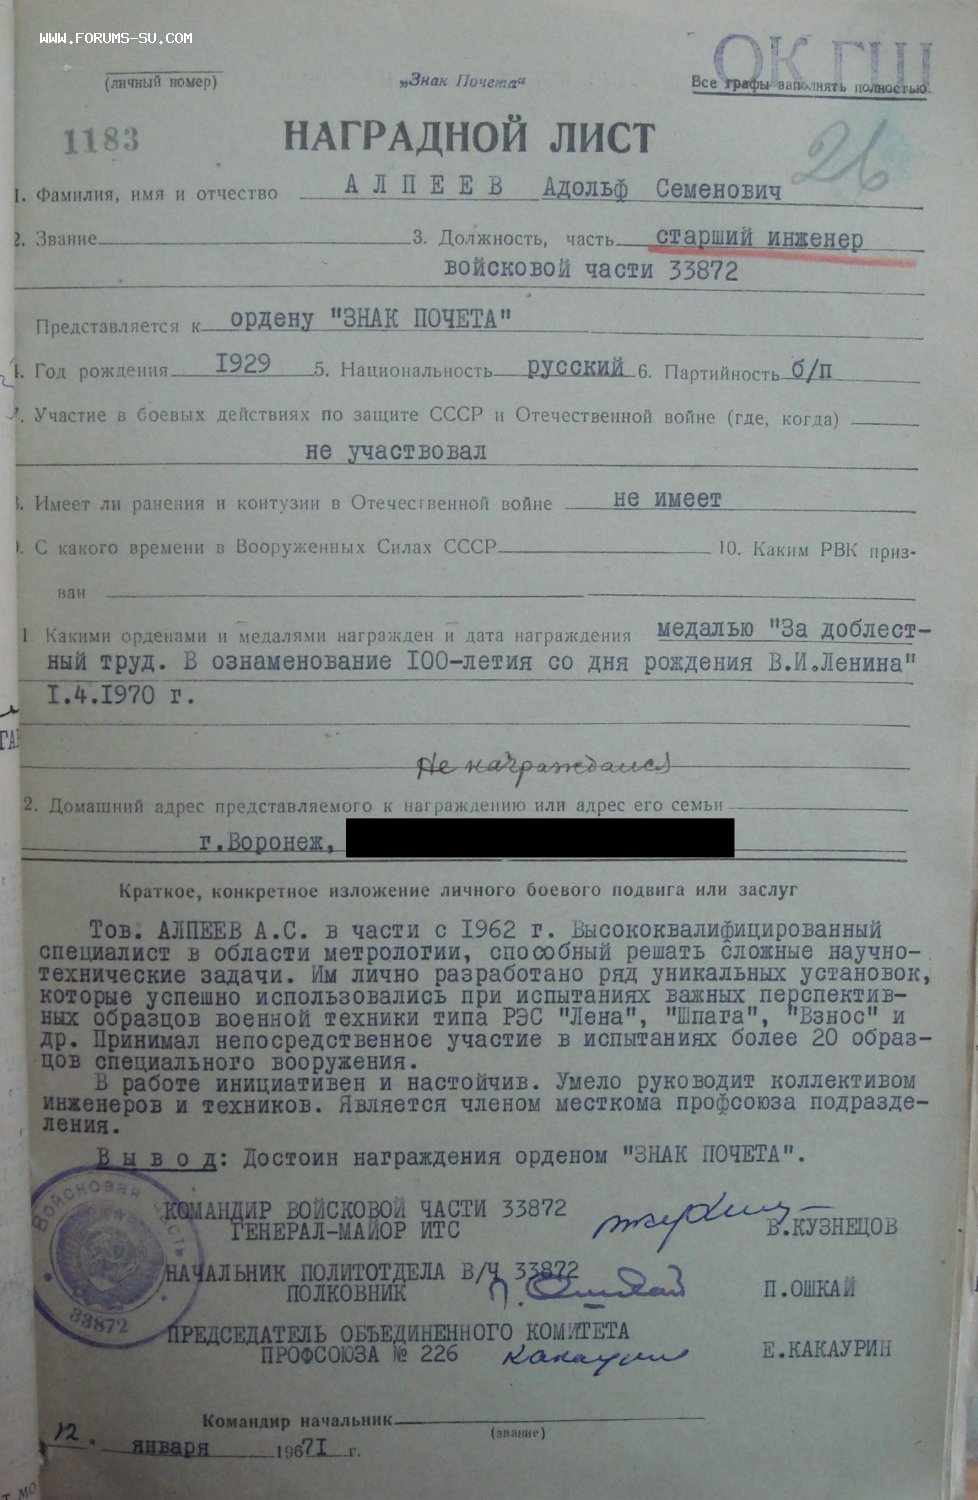 WWW.FORUMS-SU.COM
ОК ГШ
(личный номер)
„Знак Почета“
Все графы заполнять полностью.
1183
НАГРАДНОЙ ЛИСТ
26
1. Фамилия, имя и отчество АЛПЕЕВ Адольф Семенович
2. Звание 3. Должность, часть старший инженер
войсковой части 33872
Представляется к ордену "ЗНАК ПОЧЕТА"
4. Год рождения 1929 5. Национальность русский 6. Партийность б/п
7. Участие в боевых действиях по защите СССР и Отечественной войне (где, когда)
не участвовал
8. Имеет ли ранения и контузии в Отечественной войне не имеет
9. С какого времени в Вооруженных Силах СССР 10. Каким РВК приз-
ван
1. Какими орденами и медалями награжден и дата награждения медалью "За доблест-
ный труд. В ознаменование 100-летия со дня рождения В.И.Ленина"
1.4.1970 г.
Не награждался
2. Домашний адрес представляемого к награждению или адрес его семьи
г.Воронеж,
Краткое, конкретное изложение личного боевого подвига или заслуг
Тов. АЛПЕЕВ А.С. в части с 1962 г. Высококвалифицированный
специалист в области метрологии, способный решать сложные научно-
технические задачи. Им лично разработано ряд уникальных установок,
которые успешно использовались при испытаниях важных перспектив-
ных образцов военной техники типа РЭС "Лена", "Шпага", "Взнос" и
др. Принимал непосредственное участие в испытаниях более 20 образ-
цов специального вооружения.
В работе инициативен и настойчив. Умело руководит коллективом
инженеров и техников. Является членом месткома профсоюза подразде-
ления.
Вывод: Достоин награждения орденом "ЗНАК ПОЧЕТА".
КОМАНДИР ВОЙСКОВОЙ ЧАСТИ 33872
ГЕНЕРАЛ-МАЙОР ИТС В.КУЗНЕЦОВ
НАЧАЛЬНИК ПОЛИТОТДЕЛА В/Ч 33872
ПОЛКОВНИК П.Ошкай П.ОШКАЙ
Войсковая часть
33872
ПРЕДСЕДАТЕЛЬ ОБЪЕДИНЕННОГО КОМИТЕТА
ПРОФСОЮЗА № 226 Какаурин Е.КАКАУРИН
Командир начальник
(звание)
12. января 19671 г.